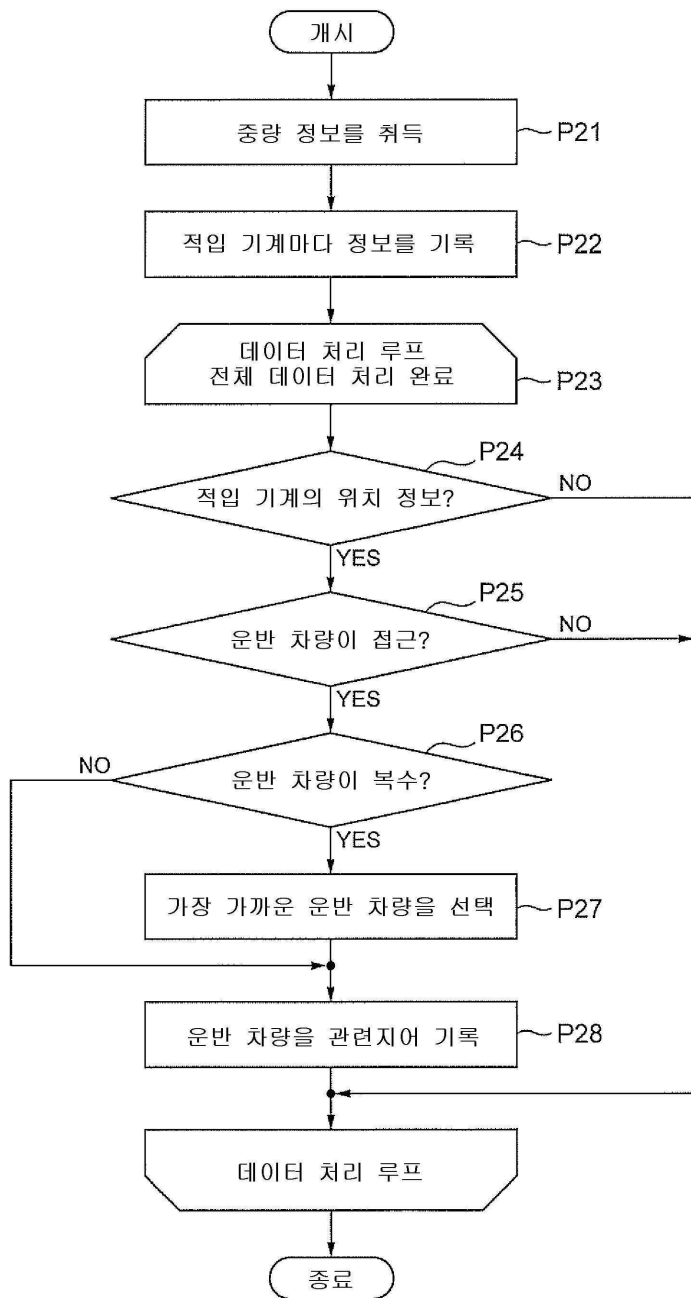 개시
중량 정보를 취득
P21
적입 기계마다 정보를 기록
P22
데이터 처리 루프
전체 데이터 처리 완료
P23
P24
적입 기계의 위치 정보?
NO
YES
P25
운반 차량이 접근?
NO
YES
P26
NO
운반 차량이 복수?
YES
가장 가까운 운반 차량을 선택
P27
운반 차량을 관련지어 기록
P28
데이터 처리 루프
종료